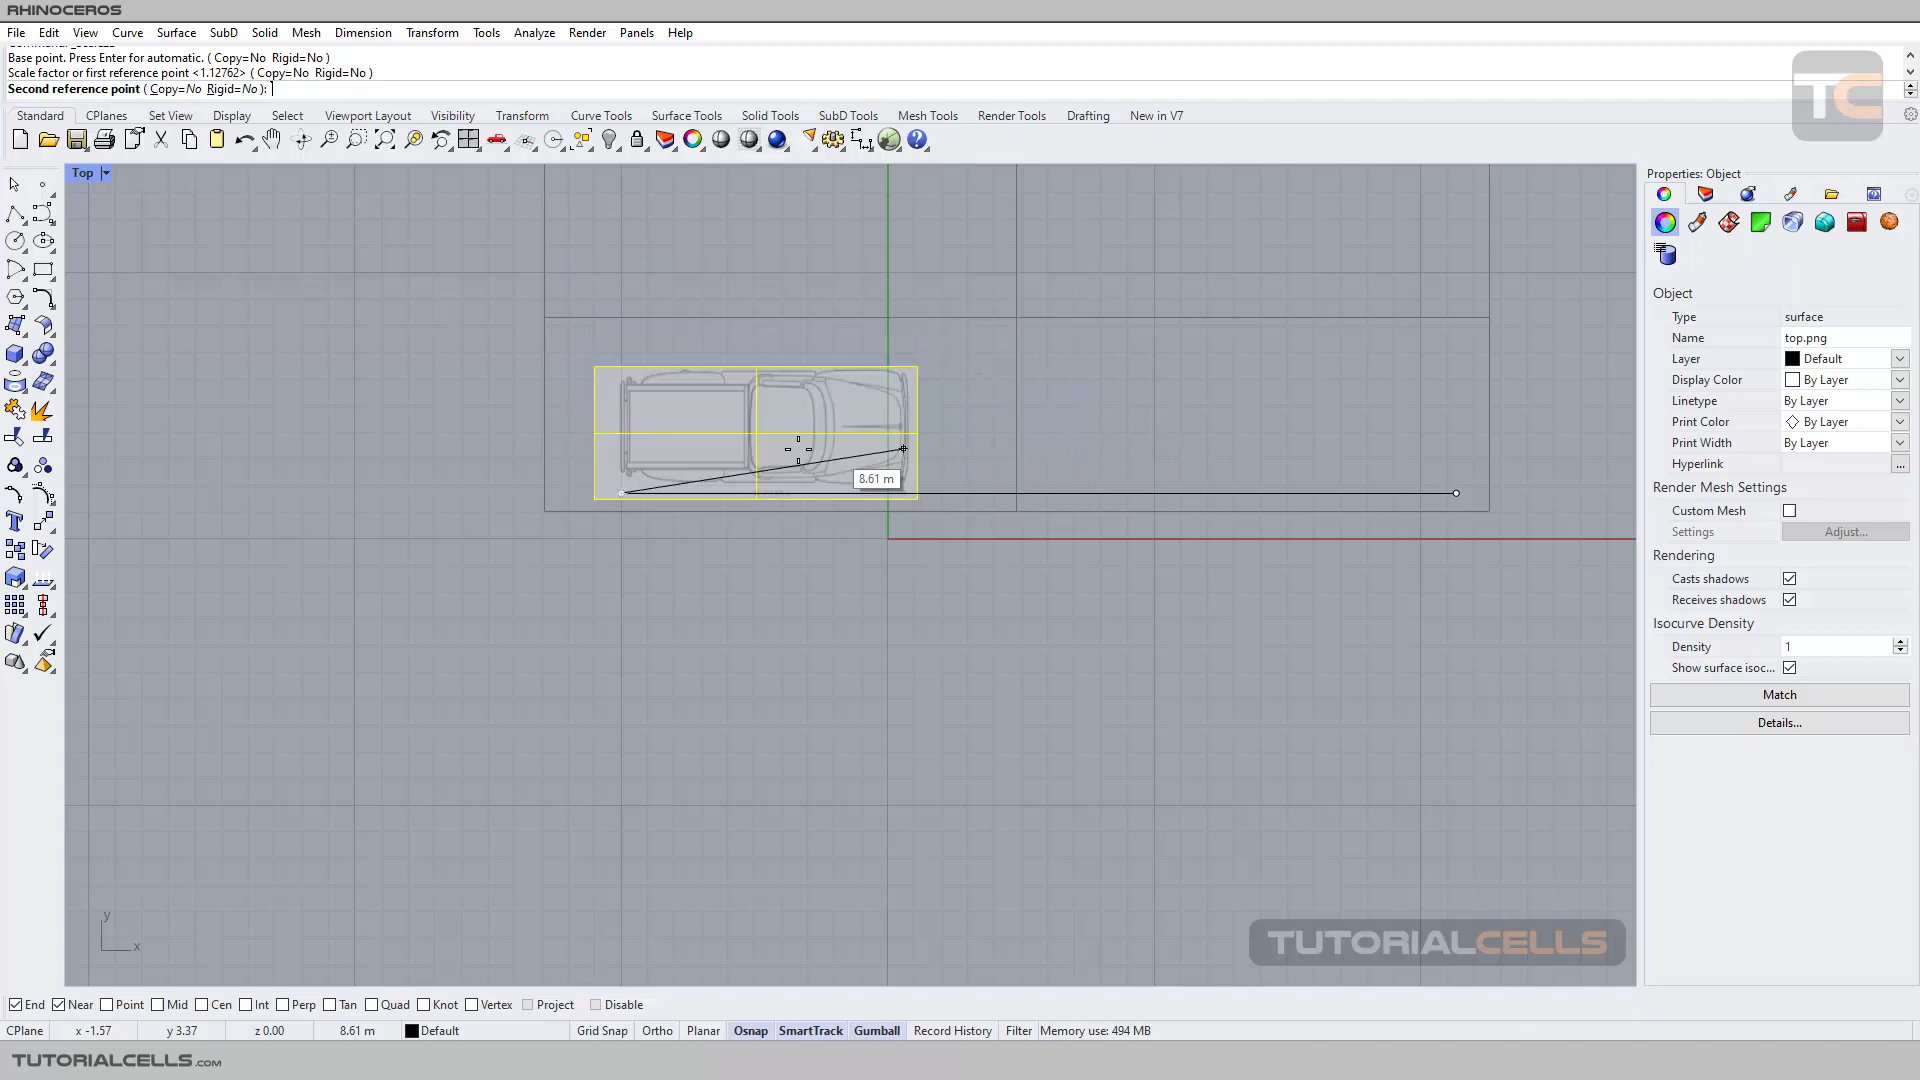 RHINOCEROS
File Edit View Curve Surface SubD Solid Mesh Dimension Transform Tools Analyze Render Panels Help
Base point. Press Enter for automatic. ( Copy=No Rigid=No )
Scale factor or first reference point <1.12762> ( Copy=No Rigid=No )
Second reference point ( Copy=No Rigid=No ):
TC
Standard CPlanes Set View Display Select Viewport Layout Visibility Transform Curve Tools Surface Tools Solid Tools SubD Tools Mesh Tools Render Tools Drafting New in V7
Top
Properties: Object
Object
Type surface
Name top.png
Layer Default
Display Color By Layer
Linetype By Layer
Print Color By Layer
Print Width By Layer
Hyperlink ...
Render Mesh Settings
Custom Mesh
Settings Adjust...
Rendering
Casts shadows
Receives shadows
Isocurve Density
Density 1
Show surface isoc...
Match
Details...
8.61 m
y
x
TUTORIALCELLS
End Near Point Mid Cen Int Perp Tan Quad Knot Vertex Project Disable
CPlane x -1.57 y 3.37 z 0.00 8.61 m Default Grid Snap Ortho Planar Osnap SmartTrack Gumball Record History Filter Memory use: 494 MB
TUTORIALCELLS.COM